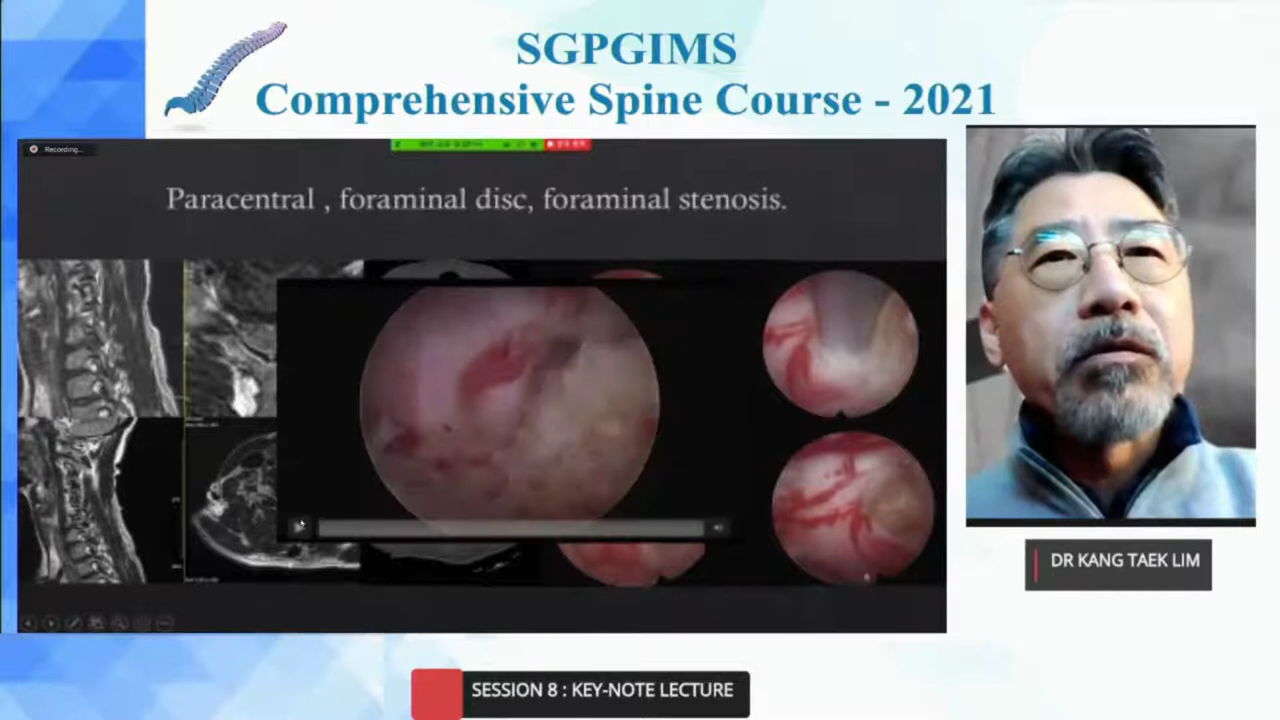 SGPGIMS
Comprehensive Spine Course - 2021
Recording...
Paracentral , foraminal disc, foraminal stenosis.
DR KANG TAEK LIM
SESSION 8 : KEY-NOTE LECTURE